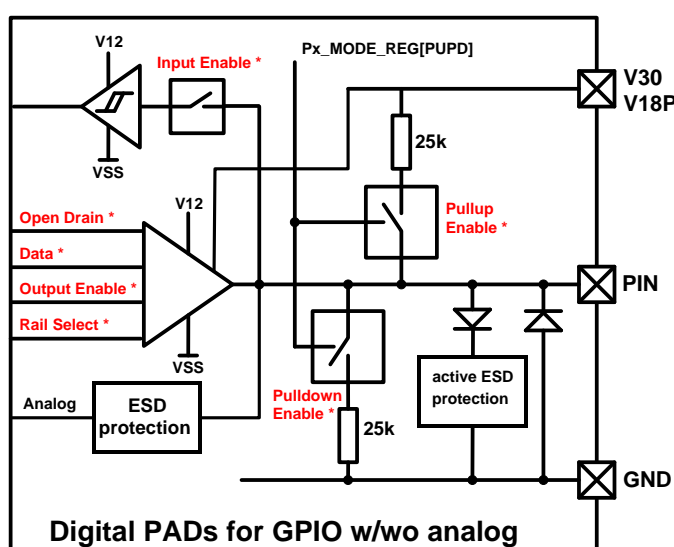 V12
Px_MODE_REG[PUPD]
Input Enable *
V30
V18P
25k
VSS
Open Drain *
V12
Pullup
Enable *
Data *
Output Enable *
PIN
Rail Select *
VSS
Analog
ESD
protection
Pulldown
Enable *
25k
active ESD
protection
GND
Digital PADs for GPIO w/wo analog